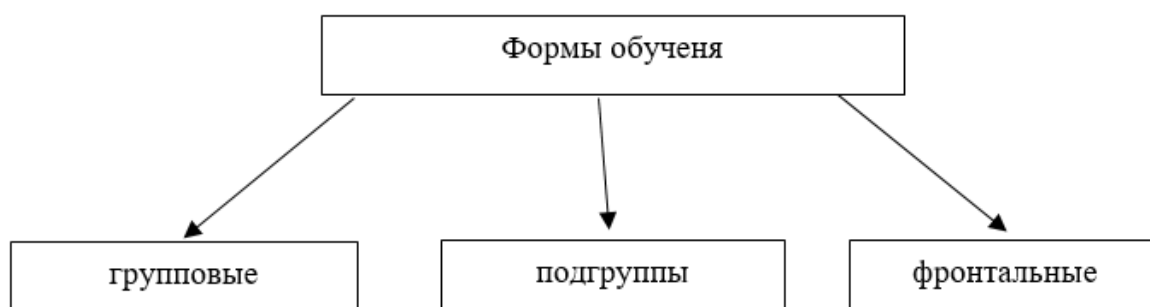 Формы обученя
групповые
подгруппы
фронтальные